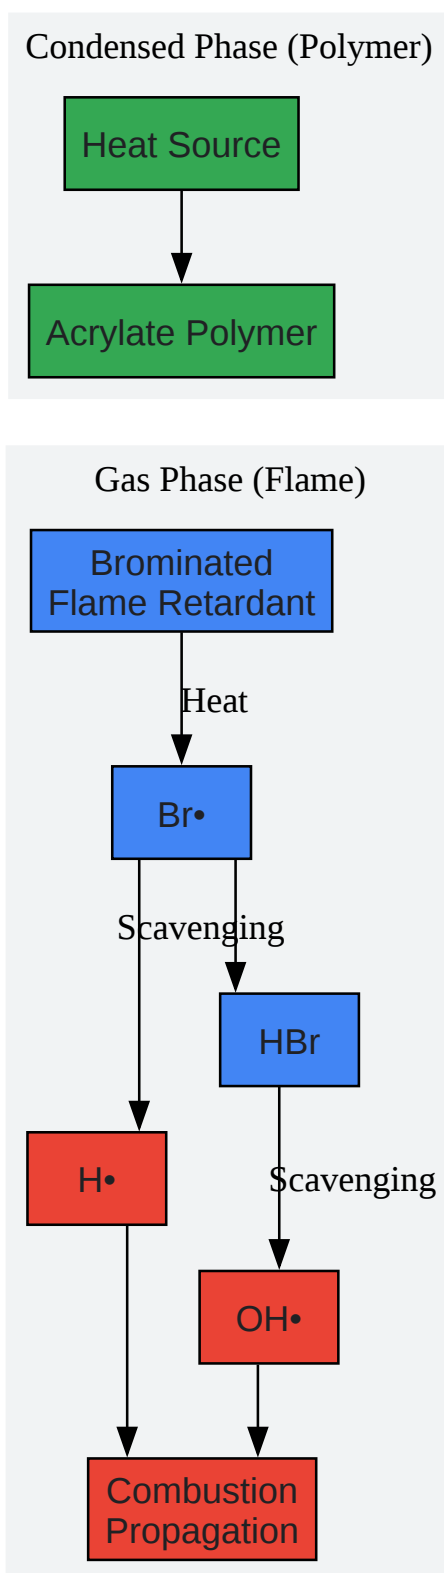 Condensed Phase (Polymer)
Heat Source
Acrylate Polymer
Gas Phase (Flame)
Brominated
Flame Retardant
Heat
Br•
Scavenging
HBr
H•
Scavenging
OH•
Combustion
Propagation